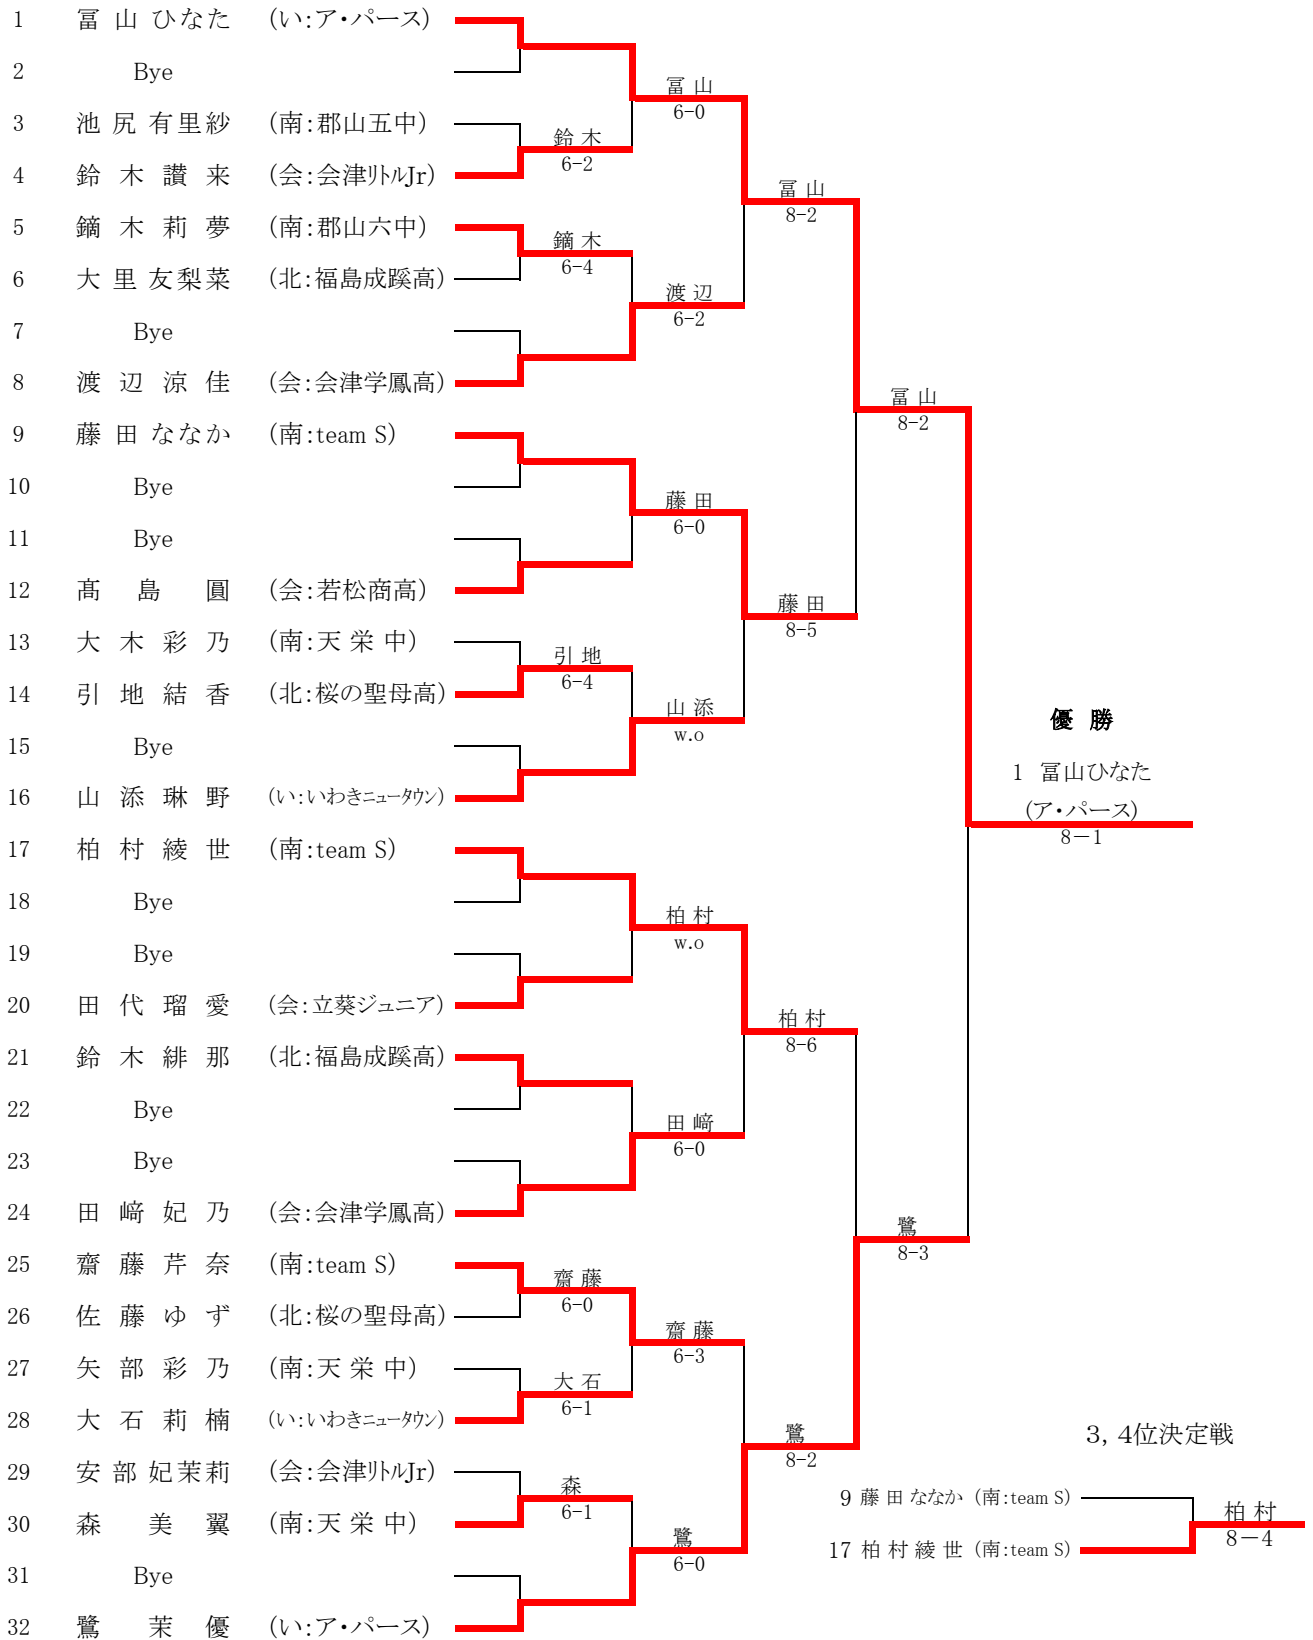 1 冨 山 ひなた (い:ア・パース)
2 Bye
3 池 尻 有里紗 (南:郡山五中)
4 鈴 木 讃 来 (会:会津リトルJr)
5 鏑 木 莉 夢 (南:郡山六中)
6 大 里 友梨菜 (北:福島成蹊高)
7 Bye
8 渡 辺 涼 佳 (会:会津学鳳高)
9 藤 田 ななか (南:team S)
10 Bye
11 Bye
12 髙 島 圓 (会:若松商高)
13 大 木 彩 乃 (南:天 栄 中)
14 引 地 結 香 (北:桜の聖母高)
15 Bye
16 山 添 琳 野 (い:いわきニュータウン)
17 柏 村 綾 世 (南:team S)
18 Bye
19 Bye
20 田 代 瑠 愛 (会:立葵ジュニア)
21 鈴 木 緋 那 (北:福島成蹊高)
22 Bye
23 Bye
24 田 﨑 妃 乃 (会:会津学鳳高)
25 齋 藤 芹 奈 (南:team S)
26 佐 藤 ゆ ず (北:桜の聖母高)
27 矢 部 彩 乃 (南:天 栄 中)
28 大 石 莉 楠 (い:いわきニュータウン)
29 安 部 妃茉莉 (会:会津リトルJr)
30 森 美 翼 (南:天 栄 中)
31 Bye
32 鷺 茉 優 (い:ア・パース)
鈴 木
6-2
鏑 木
6-4
引 地
6-4
齋 藤
6-0
大 石
6-1
森
6-1
冨 山
6-0
渡 辺
6-2
藤 田
6-0
山 添
w.o
柏 村
w.o
田 﨑
6-0
齋 藤
6-3
鷺
6-0
冨 山
8-2
藤 田
8-5
柏 村
8-6
鷺
8-2
冨 山
8-2
鷺
8-3
優 勝
1 冨山ひなた
(ア・パース)
8－1
3, 4位決定戦
9 藤 田 ななか (南:team S)
17 柏 村 綾 世 (南:team S)
柏 村
8－4